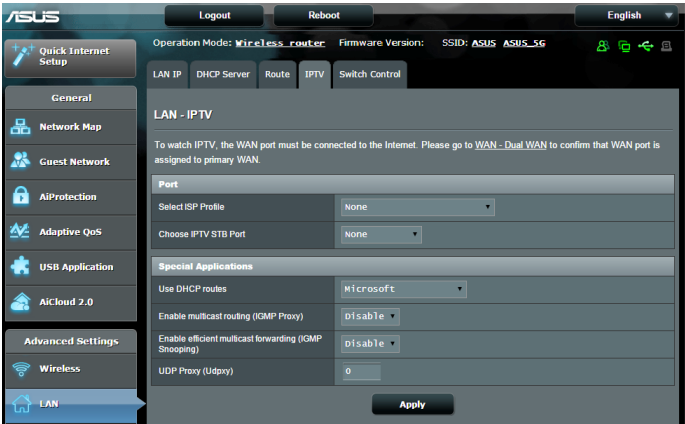 ASUS
Logout
Reboot
English
Quick Internet
Setup
Operation Mode: Wireless router Firmware Version: SSID: ASUS ASUS_5G
LAN IP
DHCP Server
Route
IPTV
Switch Control
General
Network Map
Guest Network
AiProtection
Adaptive QoS
USB Application
AiCloud 2.0
Advanced Settings
Wireless
LAN
LAN - IPTV
To watch IPTV, the WAN port must be connected to the Internet. Please go to WAN - Dual WAN to confirm that WAN port is
assigned to primary WAN.
Port
Select ISP Profile
None
Choose IPTV STB Port
None
Special Applications
Use DHCP routes
Microsoft
Enable multicast routing (IGMP Proxy)
Disable
Enable efficient multicast forwarding (IGMP
Snooping)
Disable
UDP Proxy (Udpxy)
0
Apply